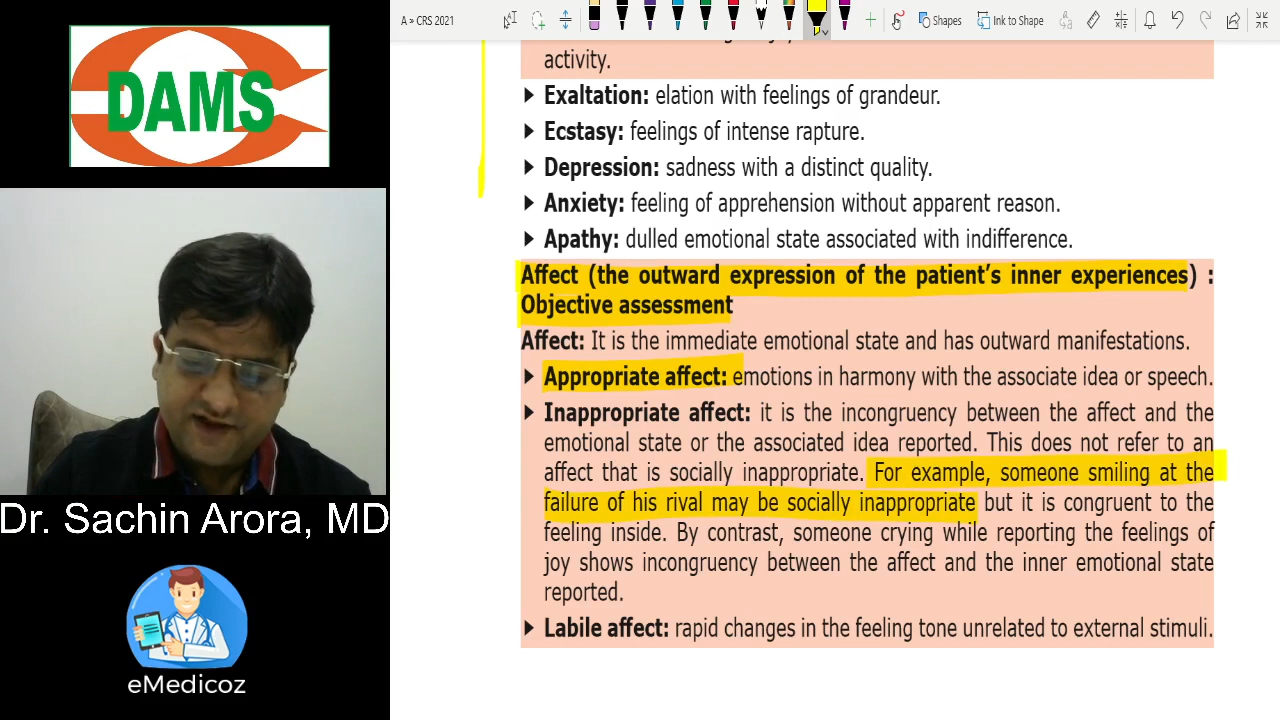 DAMS
Dr. Sachin Arora, MD
eMedicoz
A » CRS 2021
Shapes
Ink to Shape
activity.
Exaltation: elation with feelings of grandeur.
Ecstasy: feelings of intense rapture.
Depression: sadness with a distinct quality.
Anxiety: feeling of apprehension without apparent reason.
Apathy: dulled emotional state associated with indifference.
Affect (the outward expression of the patient's inner experiences) :
Objective assessment
Affect: It is the immediate emotional state and has outward manifestations.
Appropriate affect: emotions in harmony with the associate idea or speech.
Inappropriate affect: it is the incongruency between the affect and the
emotional state or the associated idea reported. This does not refer to an
affect that is socially inappropriate. For example, someone smiling at the
failure of his rival may be socially inappropriate but it is congruent to the
feeling inside. By contrast, someone crying while reporting the feelings of
joy shows incongruency between the affect and the inner emotional state
reported.
Labile affect: rapid changes in the feeling tone unrelated to external stimuli.